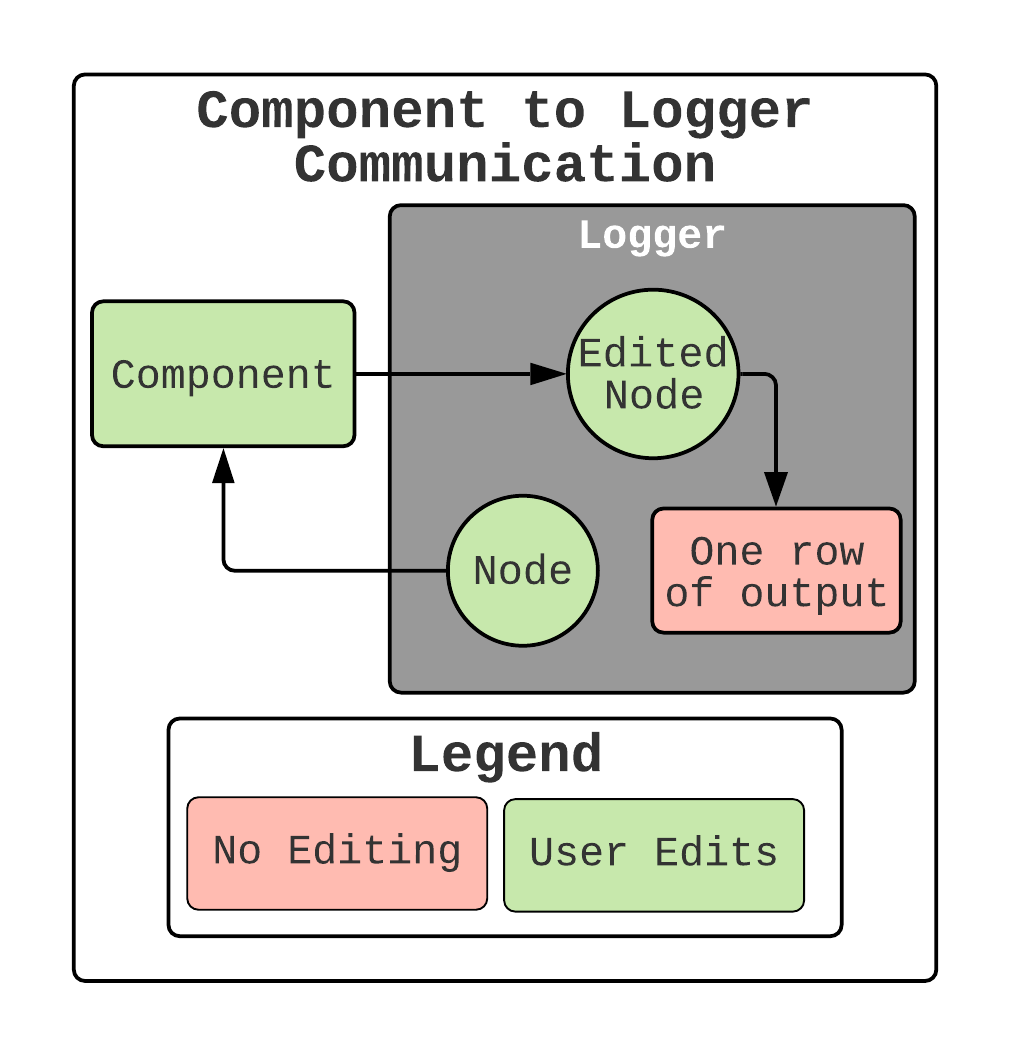 Component to Logger
Communication
Logger
Component
Edited
Node
Node
One row
of output
Legend
No Editing
User Edits